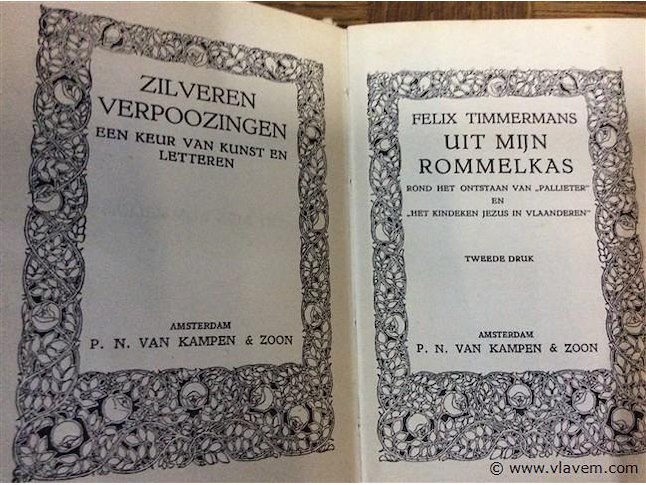 ZILVEREN
VERPOOZINGEN
EEN KEUR VAN KUNST EN
LETTEREN
AMSTERDAM
P. N. VAN KAMPEN & ZOON
FELIX TIMMERMANS
UIT MIJN
ROMMELKAS
ROND HET ONTSTAAN VAN „PALLIETER”
EN
„HET KINDEKEN JEZUS IN VLAANDEREN”
TWEEDE DRUK
AMSTERDAM
P. N. VAN KAMPEN & ZOON
© www.vlavem.com